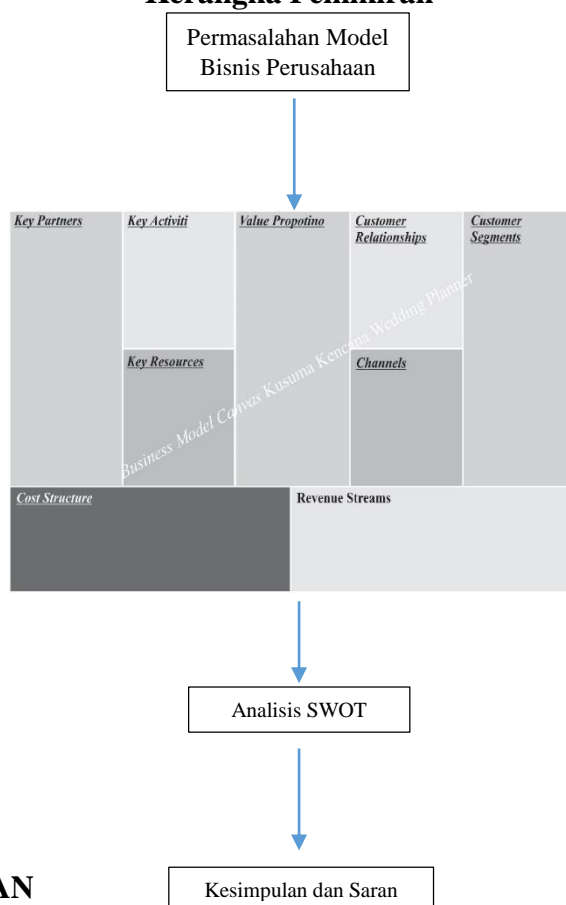 Kerangka Pemikiran
Permasalahan Model
Bisnis Perusahaan
Key Partners
Key Activiti
Value Propotino
Customer
Relationships
Customer
Segments
Key Resources
Channels
Business Model Canvas Kusuma Kencana Wedding Planner
Cost Structure
Revenue Streams
Analisis SWOT
AN
Kesimpulan dan Saran